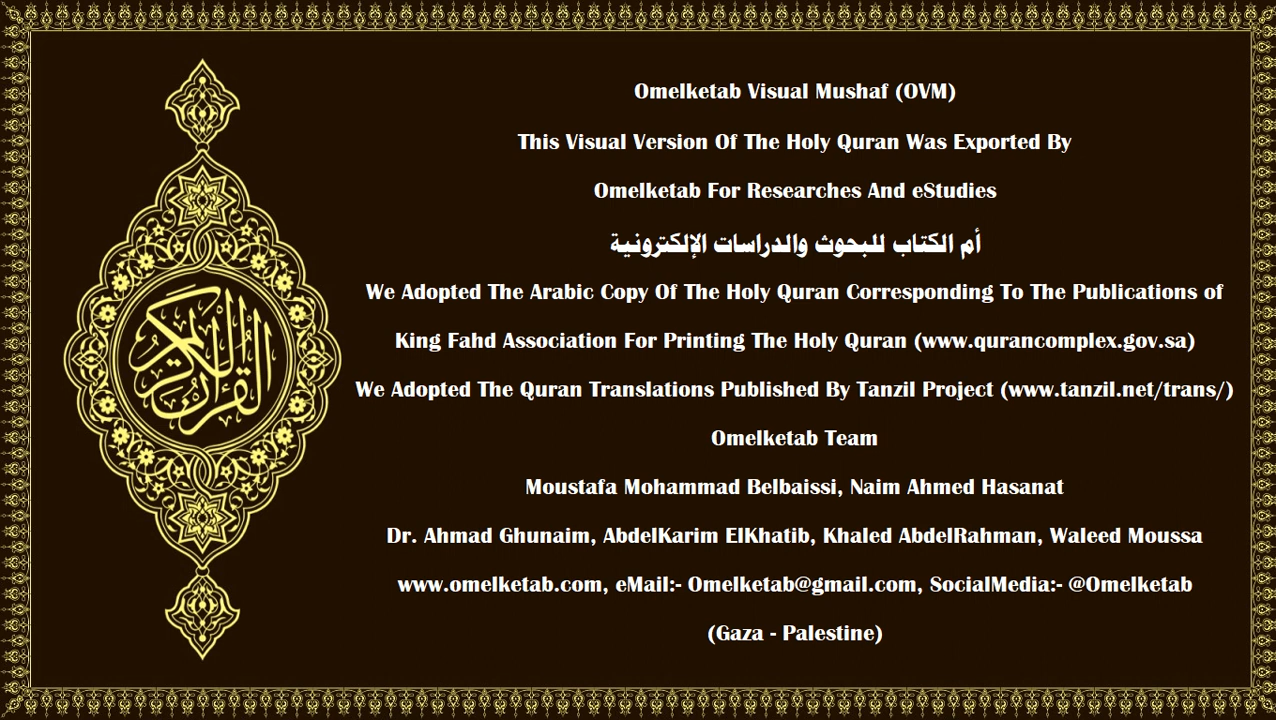 Omelketab Visual Mushaf (OVM)
This Visual Version Of The Holy Quran Was Exported By
Omelketab For Researches And eStudies
أم الكتاب للبحوث والدراسات الإلكترونية
We Adopted The Arabic Copy Of The Holy Quran Corresponding To The Publications of
King Fahd Association For Printing The Holy Quran (www.qurancomplex.gov.sa)
We Adopted The Quran Translations Published By Tanzil Project (www.tanzil.net/trans/)
Omelketab Team
Moustafa Mohammad Belbaissi, Naim Ahmed Hasanat
Dr. Ahmad Ghunaim, AbdelKarim ElKhatib, Khaled AbdelRahman, Waleed Moussa
www.omelketab.com, eMail:- Omelketab@gmail.com, SocialMedia:- @Omelketab
(Gaza - Palestine)
القرآن الكريم